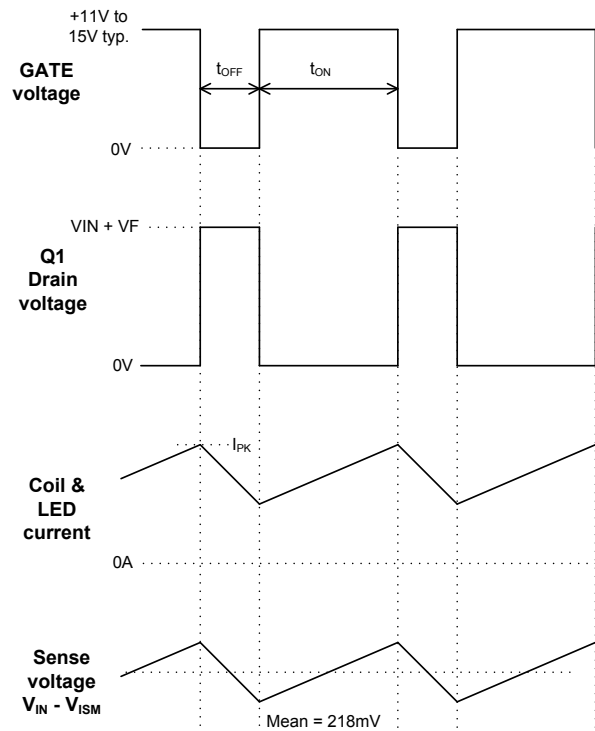 +11V to
15V typ.
GATE
voltage
tOFF
tON
0V
VIN + VF
Q1
Drain
voltage
0V
IPK
Coil &
LED
current
0A
Sense
voltage
VIN - VISM
Mean = 218mV